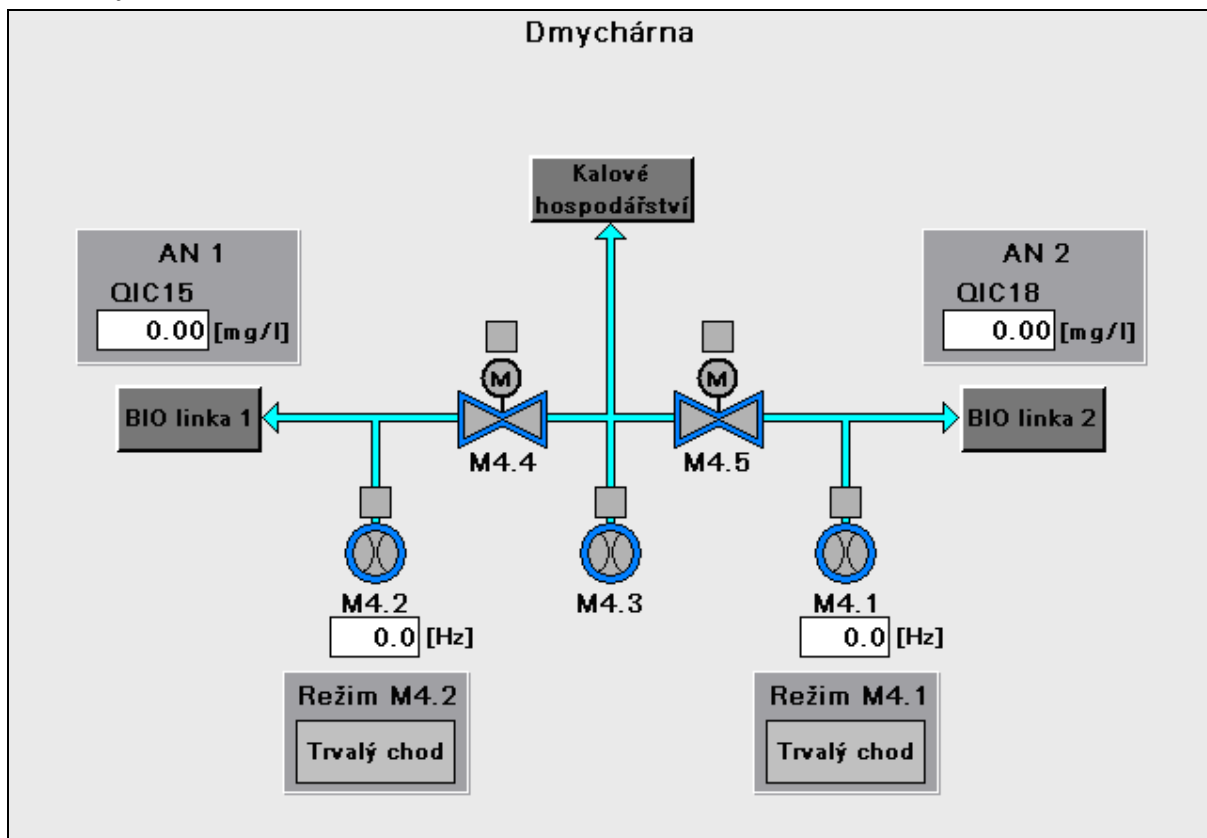 Dmychárna
Kalové
hospodářství
AN 1
QIC15
0.00 [mg/l]
AN 2
QIC18
0.00 [mg/l]
M
M
BIO linka 1
BIO linka 2
M4.4
M4.5
M4.2
M4.3
M4.1
0.0 [Hz]
0.0 [Hz]
Režim M4.2
Trvalý chod
Režim M4.1
Trvalý chod